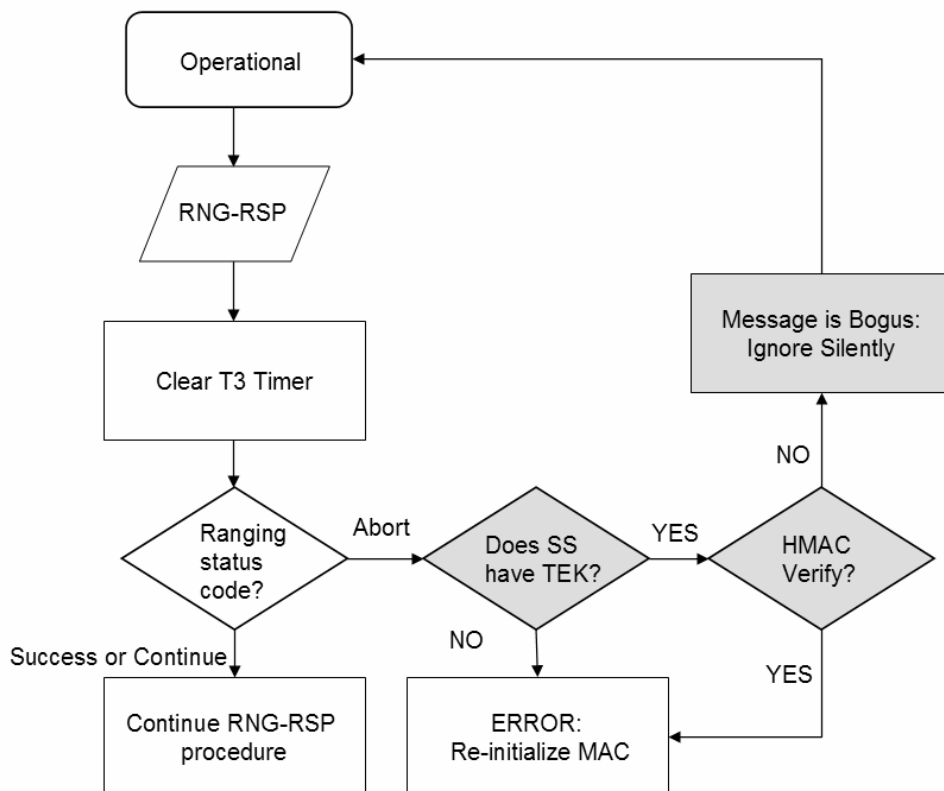 Operational
RNG-RSP
Clear T3 Timer
Message is Bogus:
Ignore Silently
NO
Ranging
status
code?
Abort
Does SS
have TEK?
YES
HMAC
Verify?
Success or Continue
NO
YES
Continue RNG-RSP
procedure
ERROR:
Re-initialize MAC